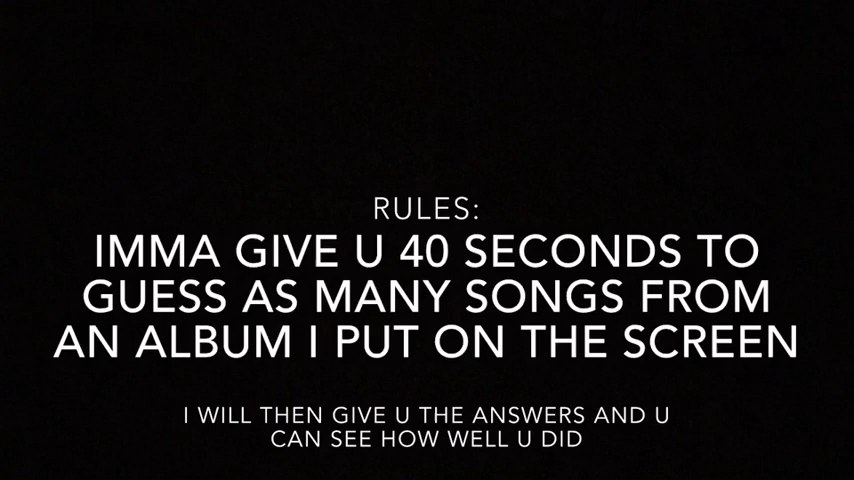 RULES:
IMMA GIVE U 40 SECONDS TO
GUESS AS MANY SONGS FROM
AN ALBUM I PUT ON THE SCREEN
I WILL THEN GIVE U THE ANSWERS AND U
CAN SEE HOW WELL U DID